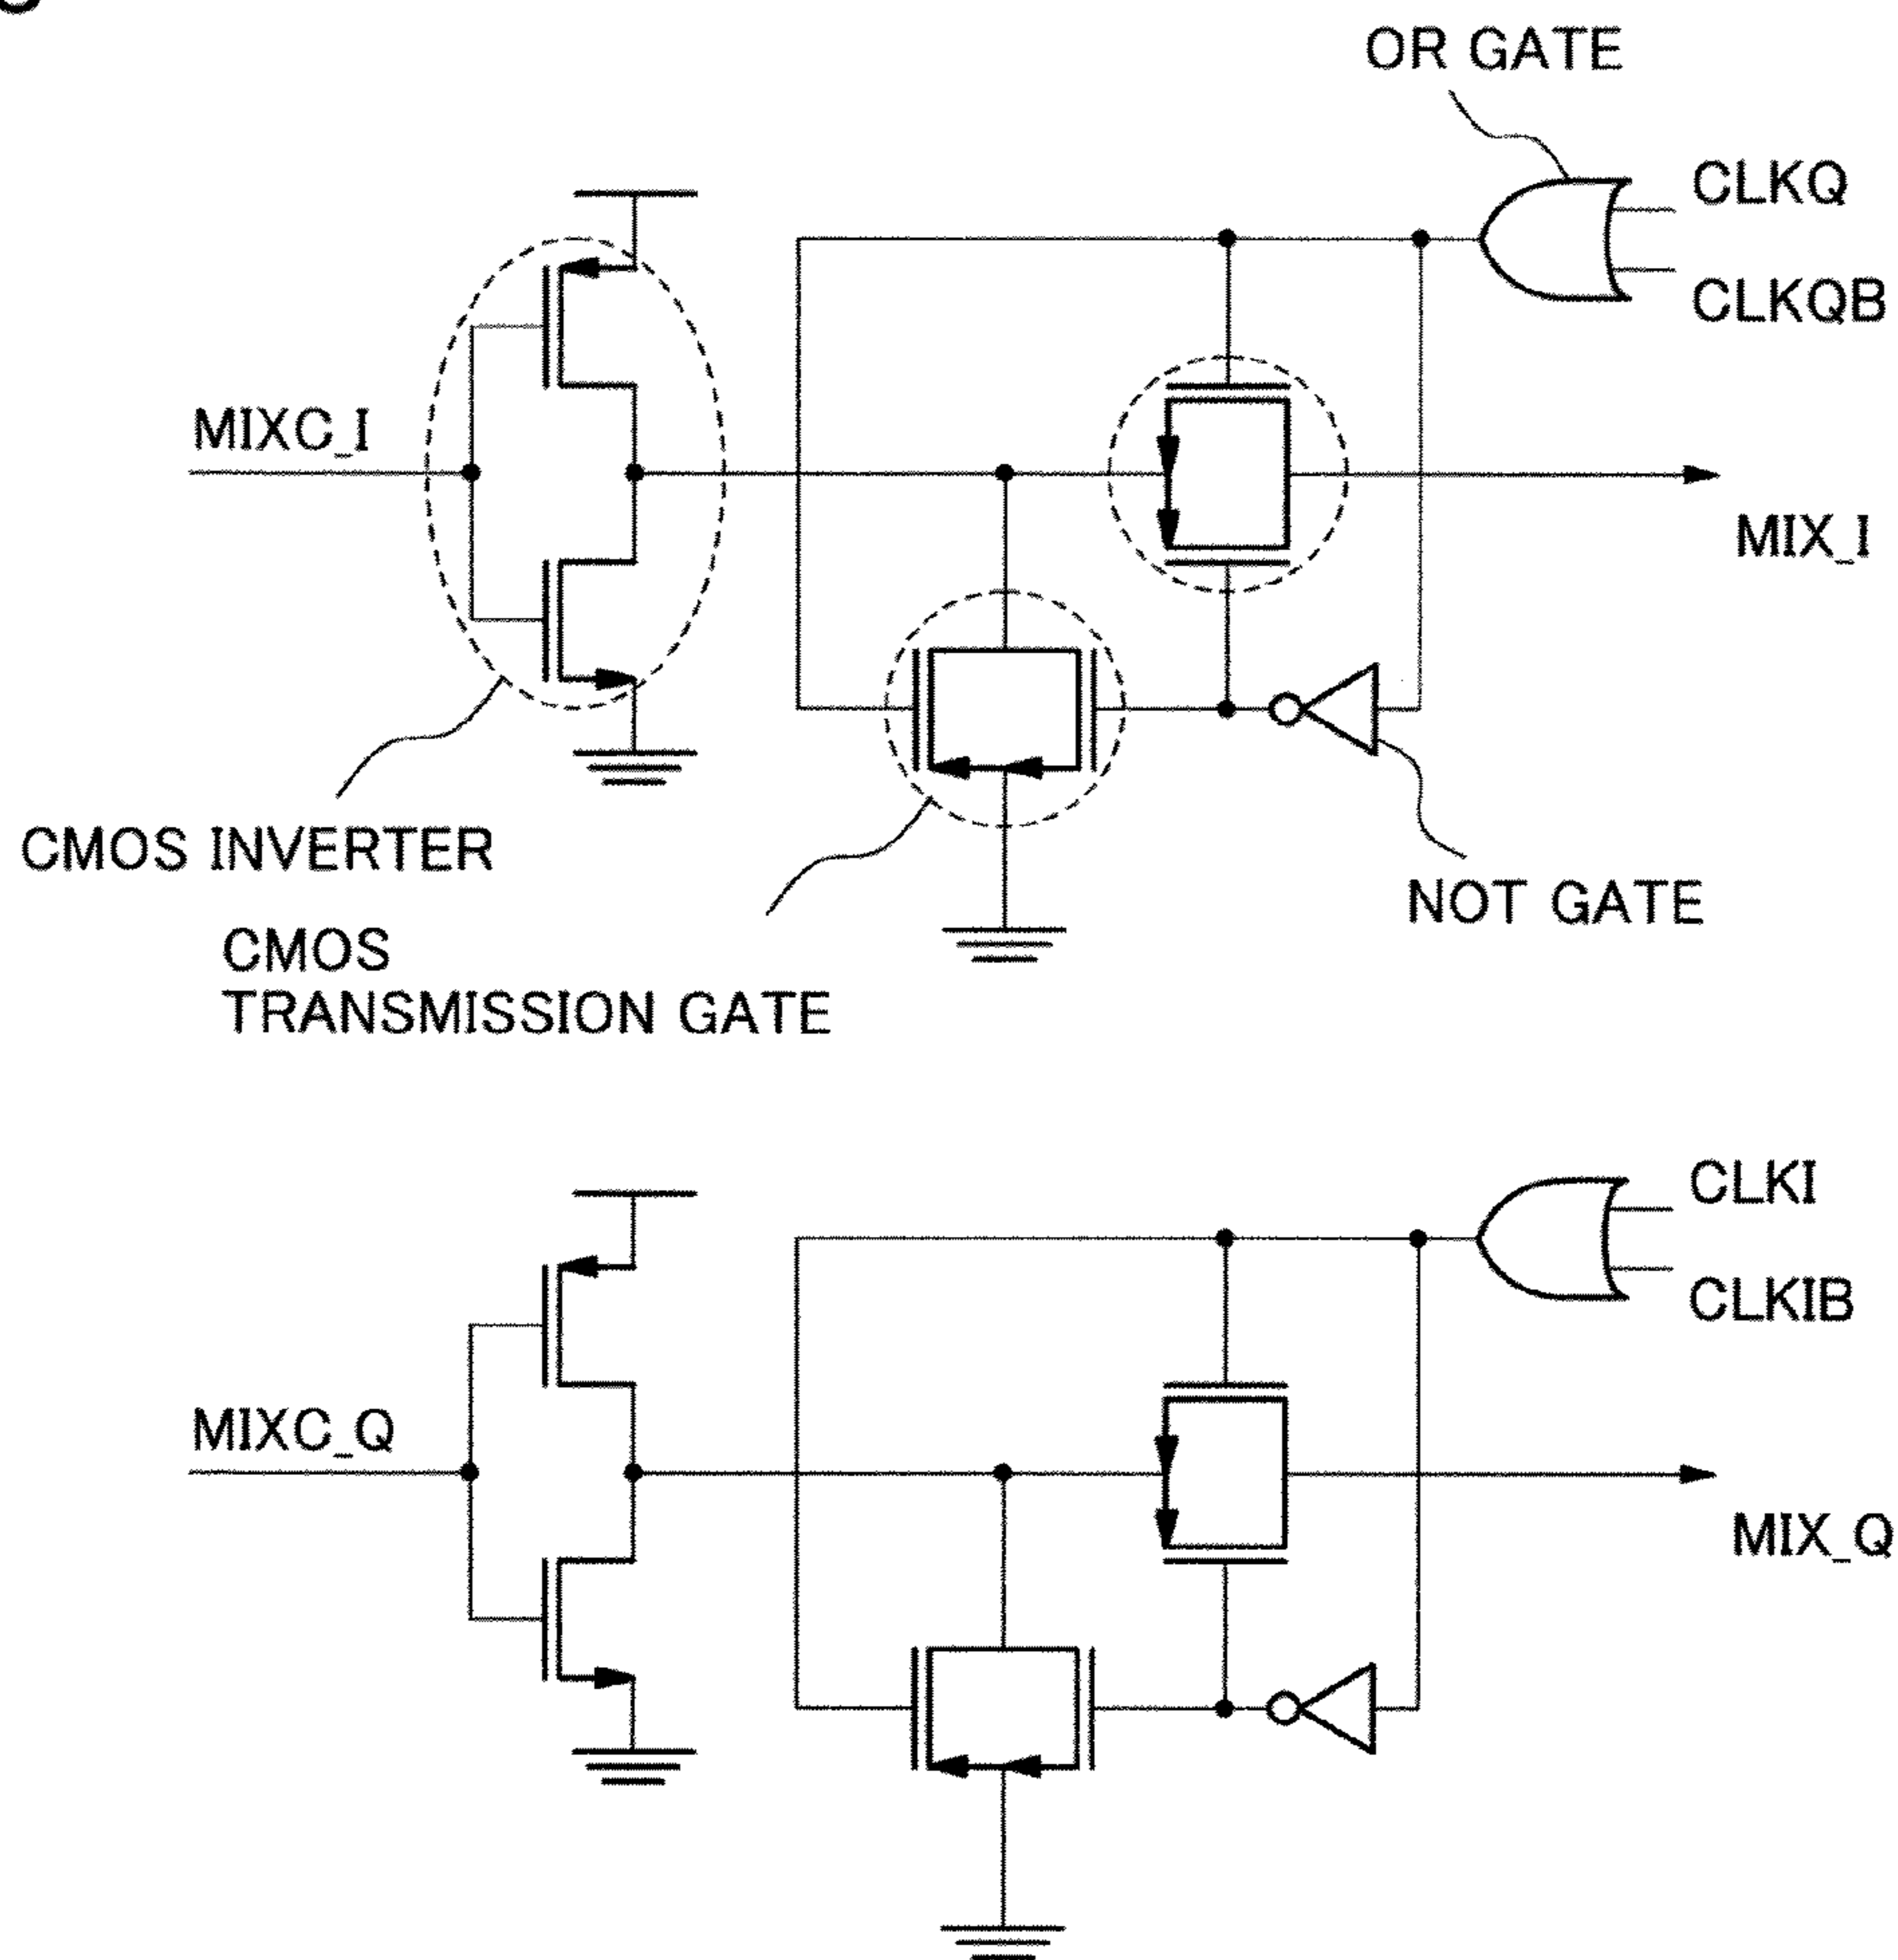 OR GATE
CLKQ
CLKQB
MIXC_I
MIX_I
CMOS INVERTER
NOT GATE
CMOS
TRANSMISSION GATE
CLKI
CLKIB
MIXC_Q
MIX_Q